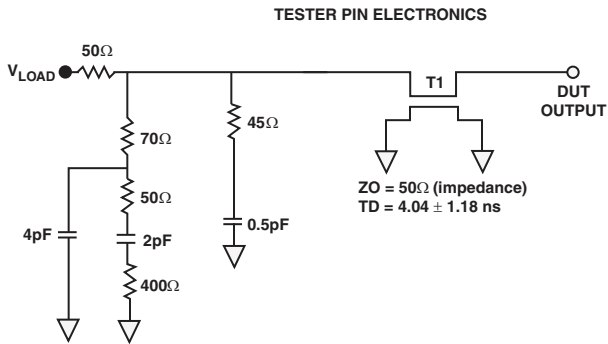 TESTER PIN ELECTRONICS
50Ω
VLOAD
T1
DUT
OUTPUT
70Ω
45Ω
50Ω
ZO = 50Ω (impedance)
TD = 4.04 ± 1.18 ns
4pF
2pF
0.5pF
400Ω